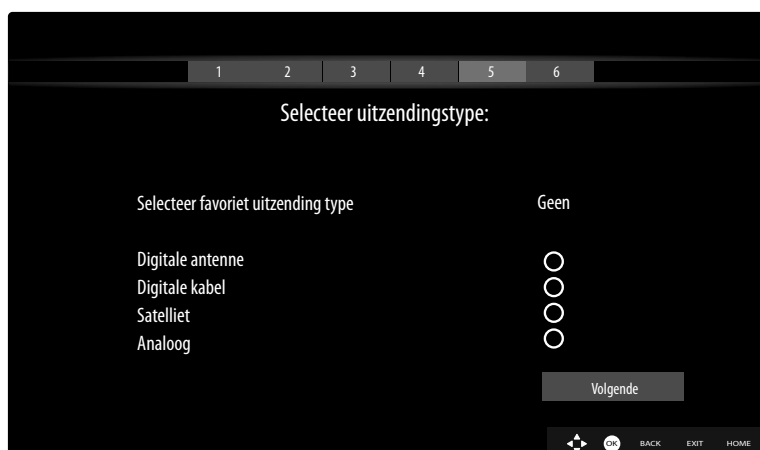 1 2 3 4 5 6
Selecteer uitzendingstype:
Selecteer favoriet uitzending type Geen
Digitale antenne
Digitale kabel
Satelliet
Analoog
Volgende
OK BACK EXIT HOME